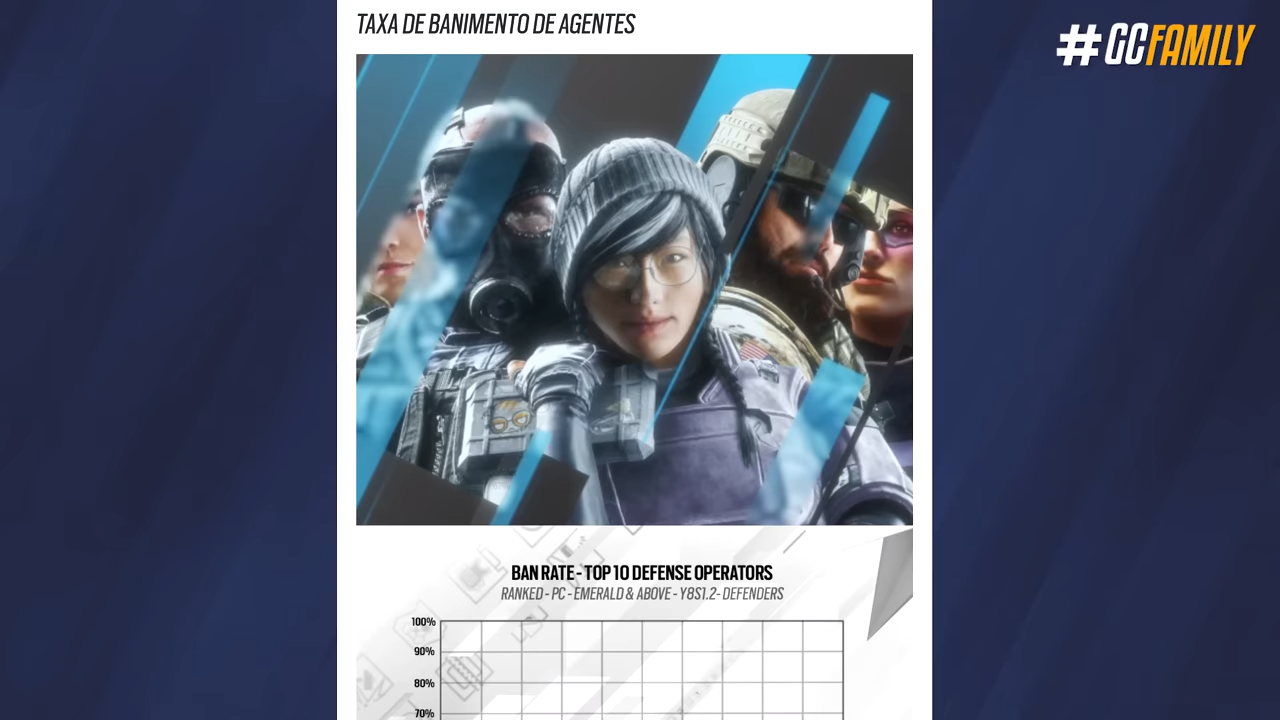 TAXA DE BANIMENTO DE AGENTES
#GCFAMILY
BAN RATE - TOP 10 DEFENSE OPERATORS
RANKED - PC - EMERALD & ABOVE - Y8S1.2- DEFENDERS
100%
90%
80%
70%